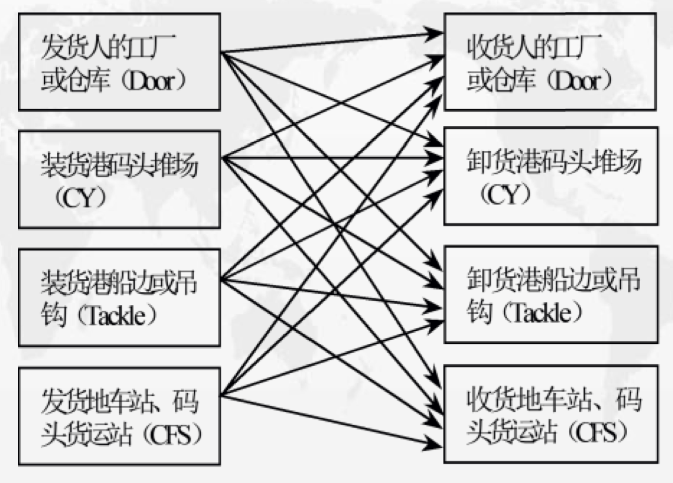 发货人的工厂
或仓库（Door）
装货港码头堆场
（CY）
装货港船边或吊
钩（Tackle）
发货地车站、码
头货运站（CFS）
收货人的工厂
或仓库（Door）
卸货港码头堆场
（CY）
卸货港船边或吊
钩（Tackle）
收货地车站、码
头货运站（CFS）